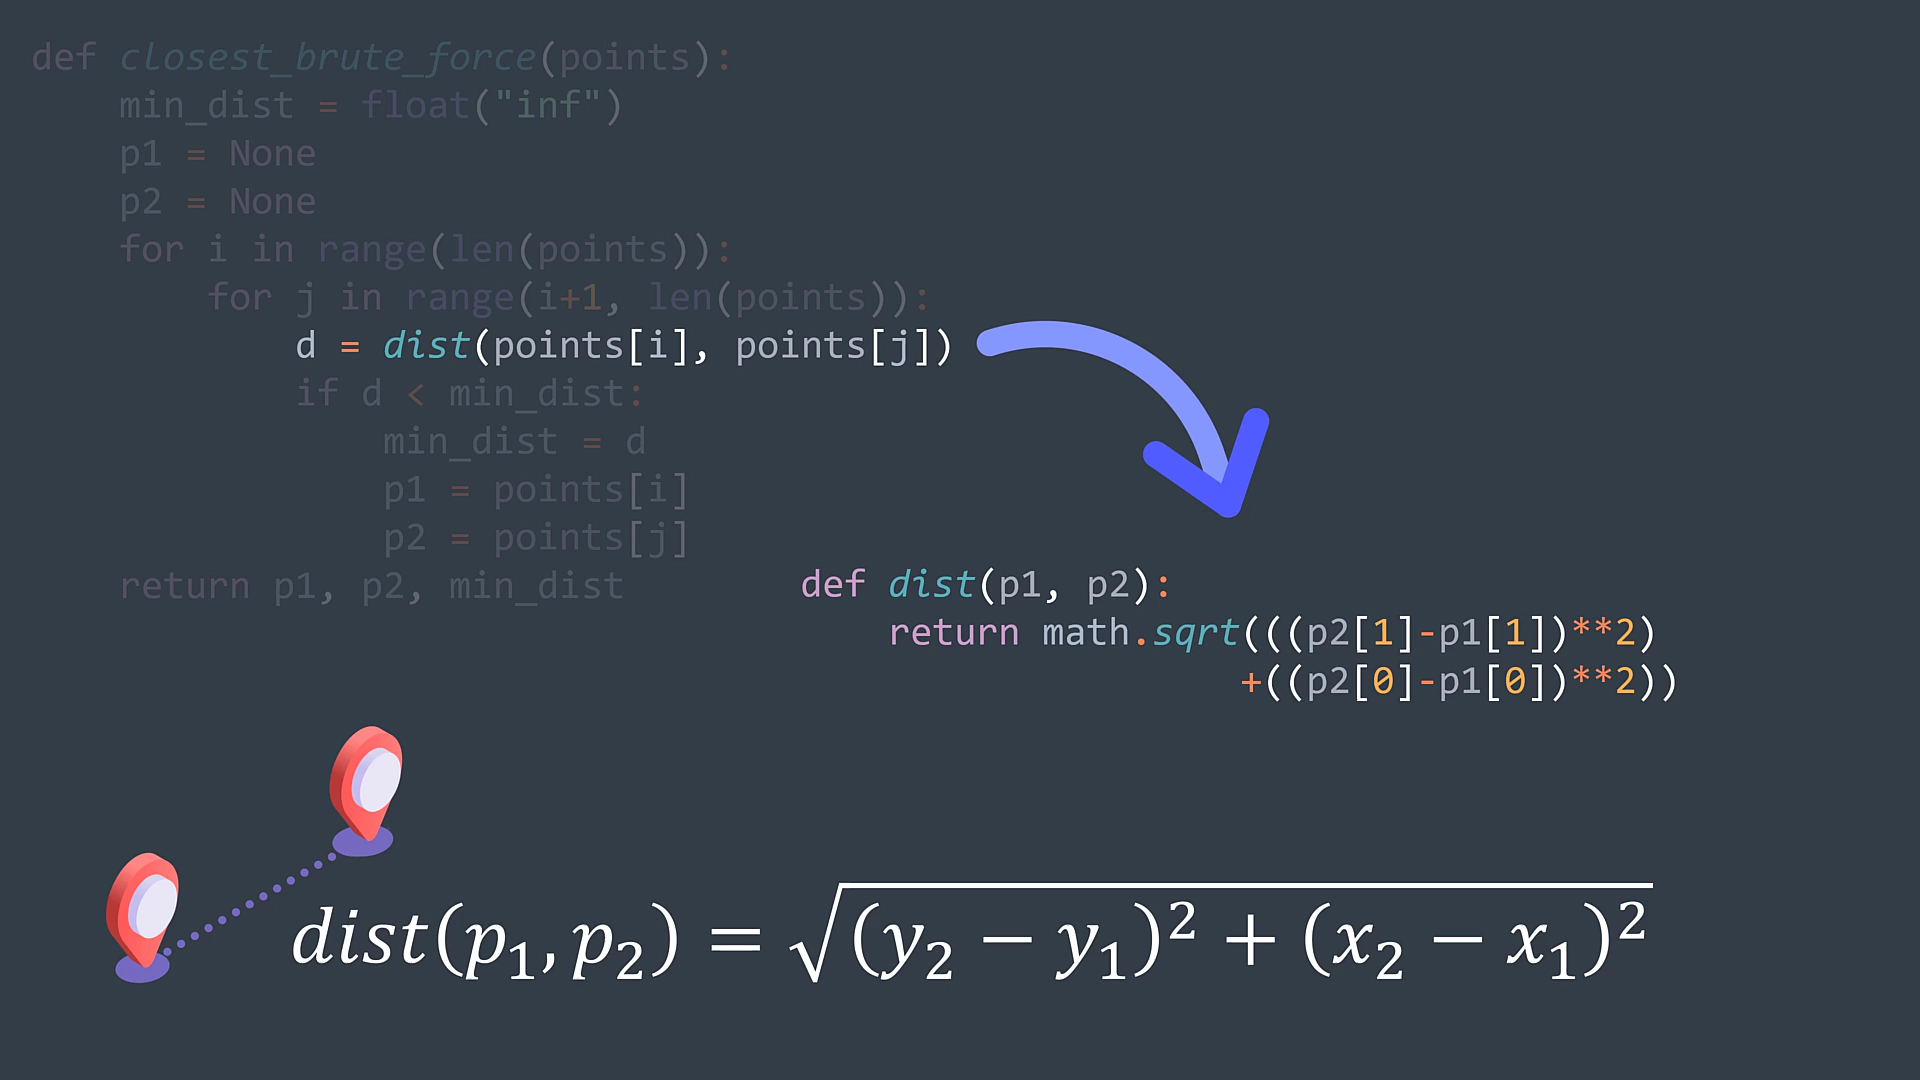 def closest_brute_force(points):
    min_dist = float("inf")
    p1 = None
    p2 = None
    for i in range(len(points)):
        for j in range(i+1, len(points)):
            d = dist(points[i], points[j])
            if d < min_dist:
                min_dist = d
                p1 = points[i]
                p2 = points[j]
    return p1, p2, min_dist
def dist(p1, p2):
    return math.sqrt(((p2[1]-p1[1])**2)
                    +((p2[0]-p1[0])**2))
dist(p₁, p₂) = √(y₂ − y₁)² + (x₂ − x₁)²